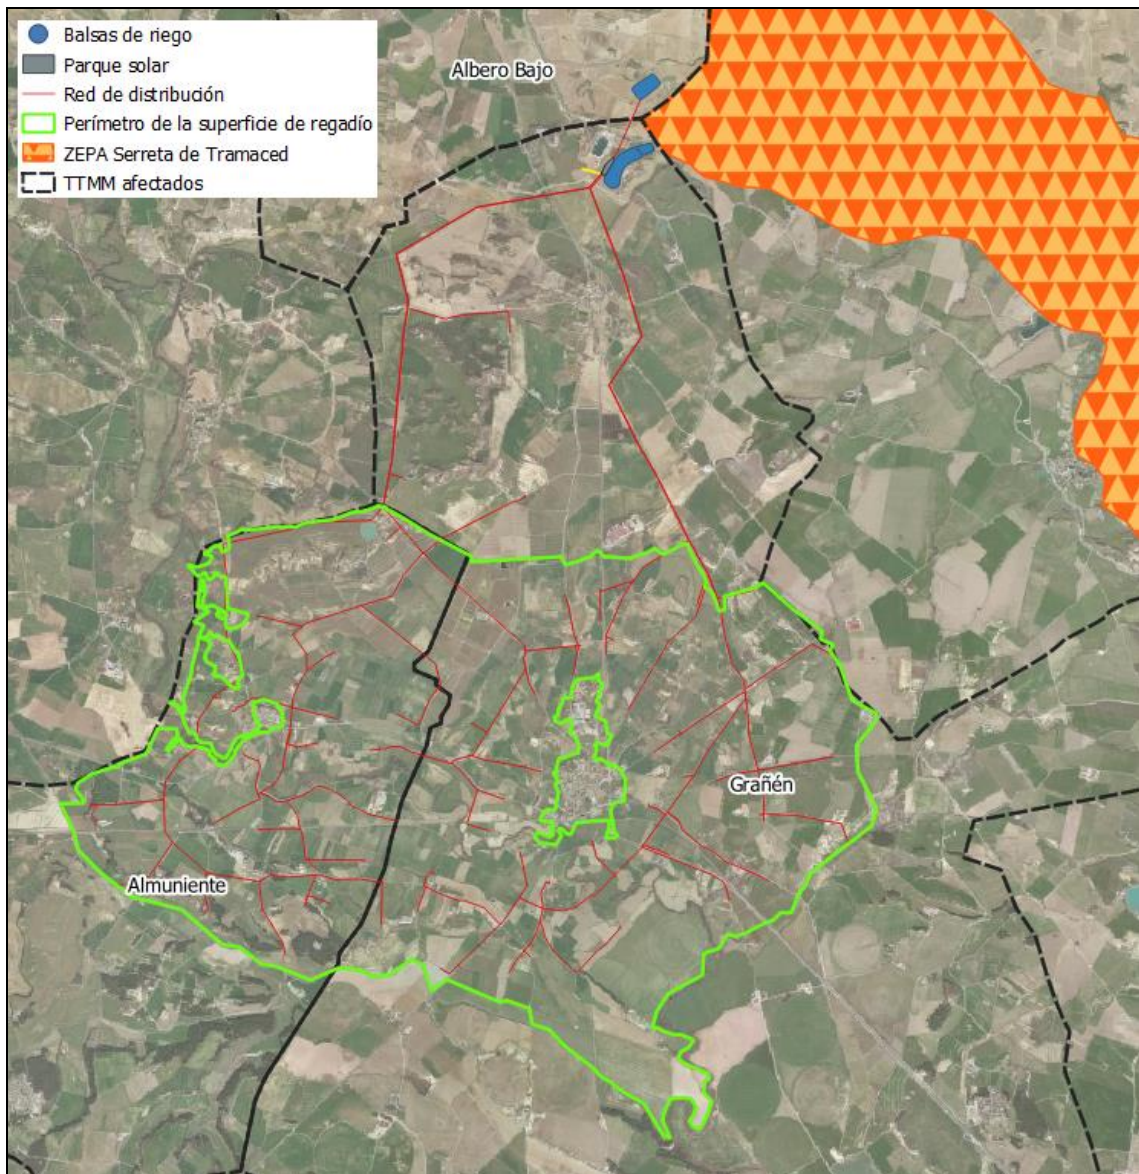 Balsas de riego
Parque solar
Red de distribución
Perímetro de la superficie de regadío
ZEPA Serreta de Tramaced
TTMM afectados
Albero Bajo
Grañén
Almuniente